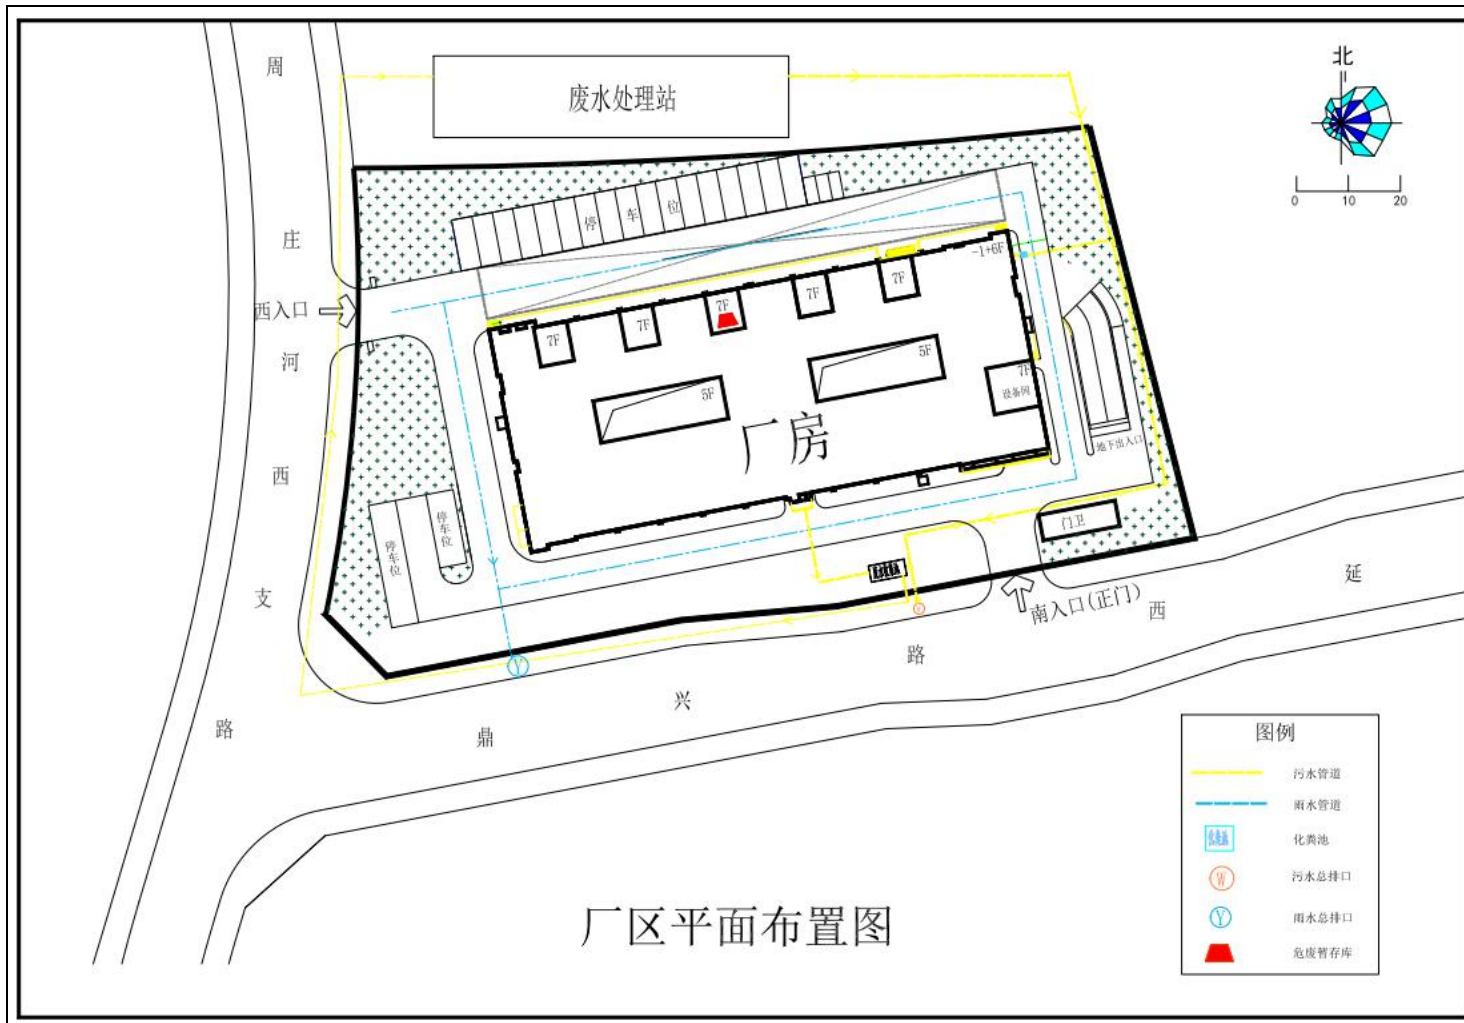 周庄河西支路
废水处理站
北
0 10 20
停车位
-1+6F
西入口
7F
7F
7F
7F
7F
5F
5F
7F
设备间
厂房
地下出入口
停车位
停车位
门卫
南入口(正门)
鼎兴路西延
Y
图例
污水管道
雨水管道
化粪池
W 污水总排口
Y 雨水总排口
危废暂存库
厂区平面布置图